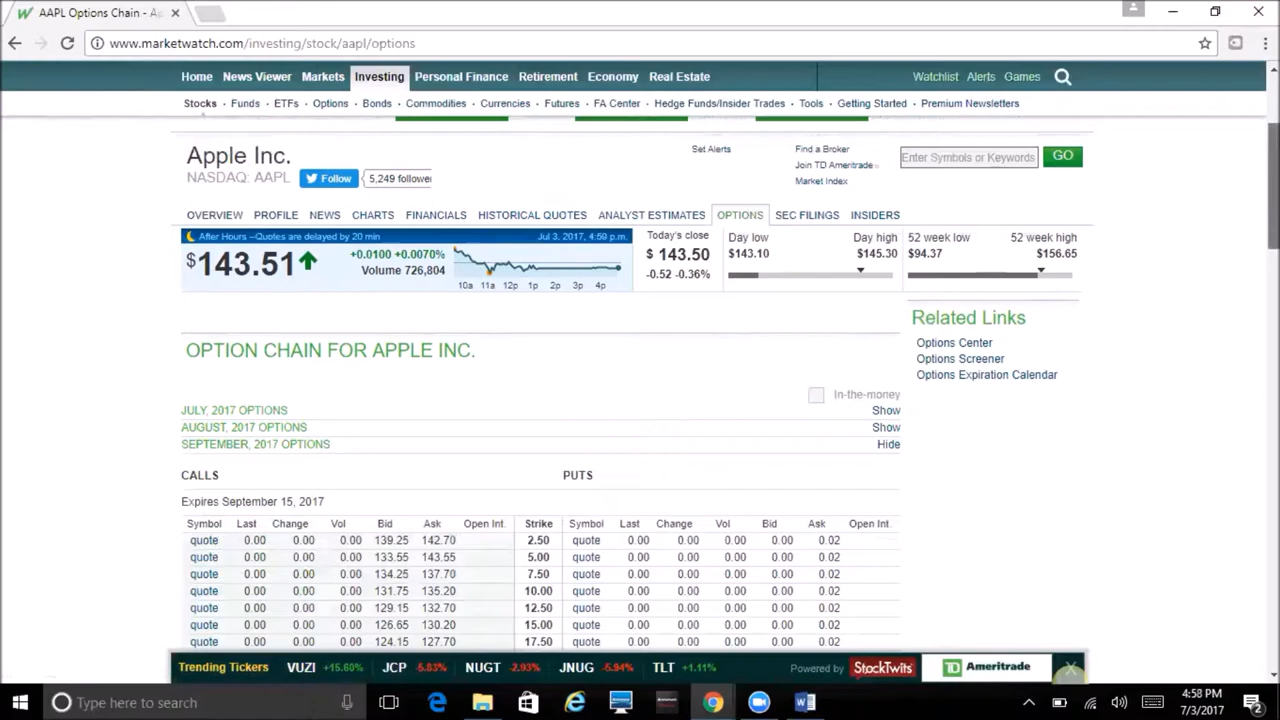 AAPL Options Chain - Ap
www.marketwatch.com/investing/stock/aapl/options
Home News Viewer Markets Investing Personal Finance Retirement Economy Real Estate Watchlist Alerts Games
Stocks • Funds • ETFs • Options • Bonds • Commodities • Currencies • Futures • FA Center • Hedge Funds/Insider Trades • Tools • Getting Started • Premium Newsletters
Apple Inc.
NASDAQ: AAPL
Follow
5,249 follower
Set Alerts
Find a Broker
Join TD Ameritrade
Market Index
Enter Symbols or Keywords
GO
OVERVIEW PROFILE NEWS CHARTS FINANCIALS HISTORICAL QUOTES ANALYST ESTIMATES OPTIONS SEC FILINGS INSIDERS
After Hours --Quotes are delayed by 20 min
Jul 3, 2017, 4:59 p.m.
$143.51
+0.0100 +0.0070%
Volume 726,804
10a 11a 12p 1p 2p 3p 4p
Today's close
$ 143.50
-0.52 -0.36%
Day low Day high
$143.10 $145.30
52 week low 52 week high
$94.37 $156.65
Related Links
Options Center
Options Screener
Options Expiration Calendar
OPTION CHAIN FOR APPLE INC.
In-the-money
JULY, 2017 OPTIONS Show
AUGUST, 2017 OPTIONS Show
SEPTEMBER, 2017 OPTIONS Hide
CALLS PUTS
Expires September 15, 2017
Symbol Last Change Vol Bid Ask Open Int. Strike Symbol Last Change Vol Bid Ask Open Int.
quote 0.00 0.00 0.00 139.25 142.70 2.50 quote 0.00 0.00 0.00 0.00 0.02
quote 0.00 0.00 0.00 133.55 143.55 5.00 quote 0.00 0.00 0.00 0.00 0.02
quote 0.00 0.00 0.00 134.25 137.70 7.50 quote 0.00 0.00 0.00 0.00 0.02
quote 0.00 0.00 0.00 131.75 135.20 10.00 quote 0.00 0.00 0.00 0.00 0.02
quote 0.00 0.00 0.00 129.15 132.70 12.50 quote 0.00 0.00 0.00 0.00 0.02
quote 0.00 0.00 0.00 126.65 130.20 15.00 quote 0.00 0.00 0.00 0.00 0.02
quote 0.00 0.00 0.00 124.15 127.70 17.50 quote 0.00 0.00 0.00 0.00 0.02
Trending Tickers VUZI +15.60% JCP -5.83% NUGT -2.93% JNUG -5.94% TLT +1.11% Powered by StockTwits TD Ameritrade
Type here to search
4:58 PM
7/3/2017
2